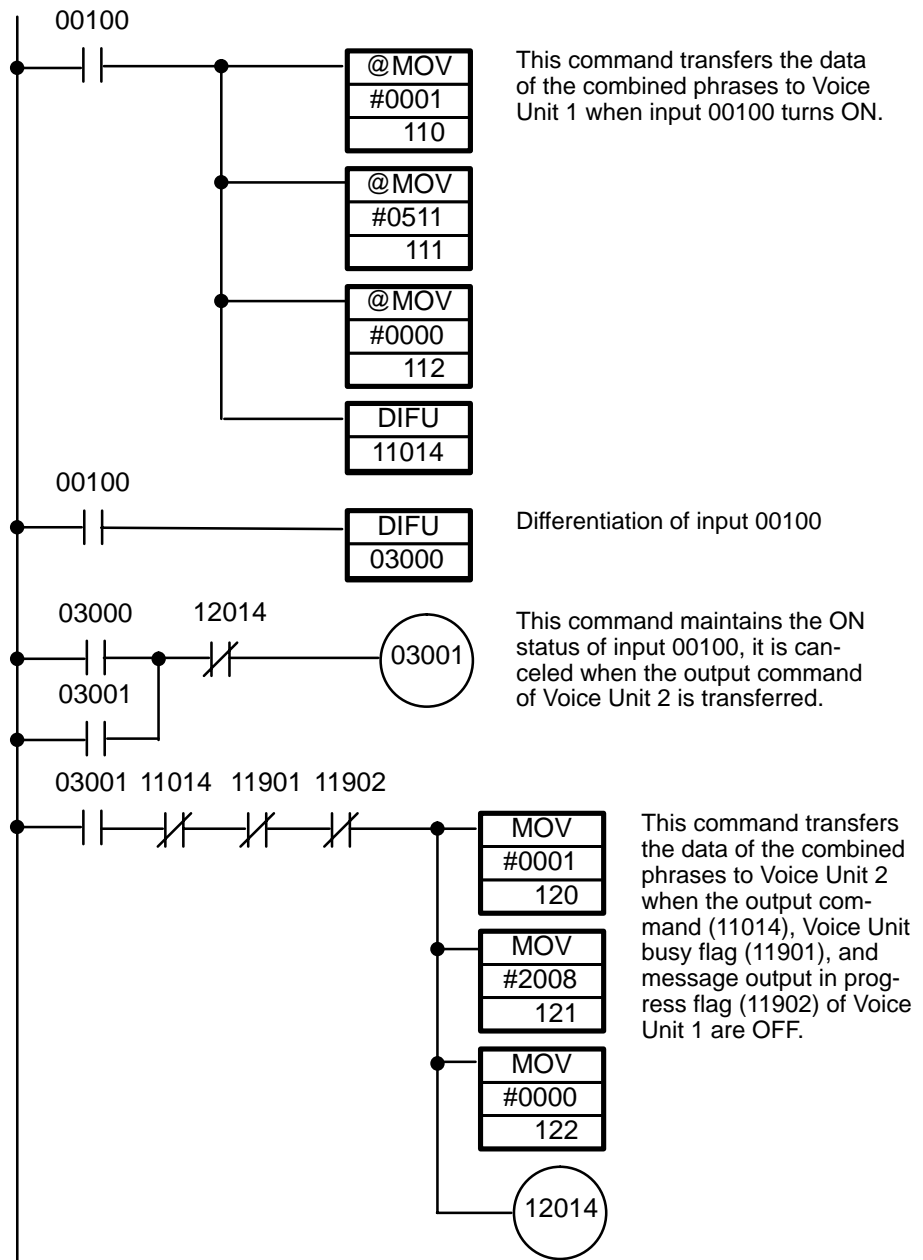 00100
@MOV
#0001
110
This command transfers the data
of the combined phrases to Voice
Unit 1 when input 00100 turns ON.
@MOV
#0511
111
@MOV
#0000
112
DIFU
11014
00100
DIFU
03000
Differentiation of input 00100
03000 12014
03001
03001
This command maintains the ON
status of input 00100, it is can-
celed when the output command
of Voice Unit 2 is transferred.
03001 11014 11901 11902
MOV
#0001
120
MOV
#2008
121
MOV
#0000
122
12014
This command transfers
the data of the combined
phrases to Voice Unit 2
when the output com-
mand (11014), Voice Unit
busy flag (11901), and
message output in prog-
ress flag (11902) of Voice
Unit 1 are OFF.